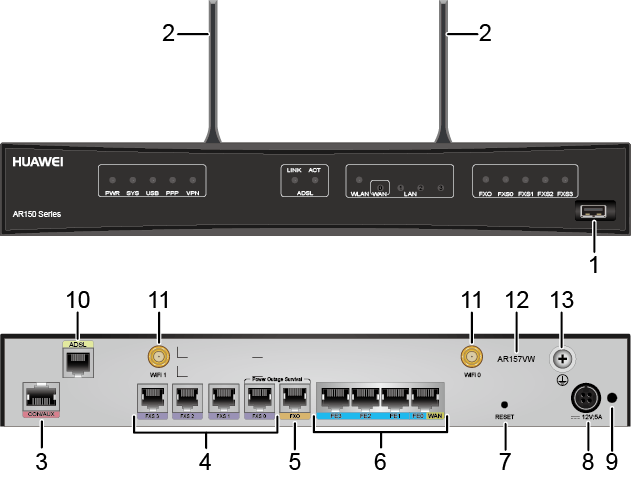 2 2
HUAWEI
LINK ACT
PWR SYS USB PPP VPN
ADSL
WLAN WAN LAN
0 1 2 3
FXO FXS0 FXS1 FXS2 FXS3
AR150 Series
1
10 11 11 12 13
ADSL
WIFI 1
WIFI 0
AR157VW
Power Outage Survival
CON/AUX
FXS 3 FXS 2 FXS 1 FXS 0 FXO
FE3 FE2 FE1 FE0 WAN
RESET
12V;5A
3 4 5 6 7 8 9